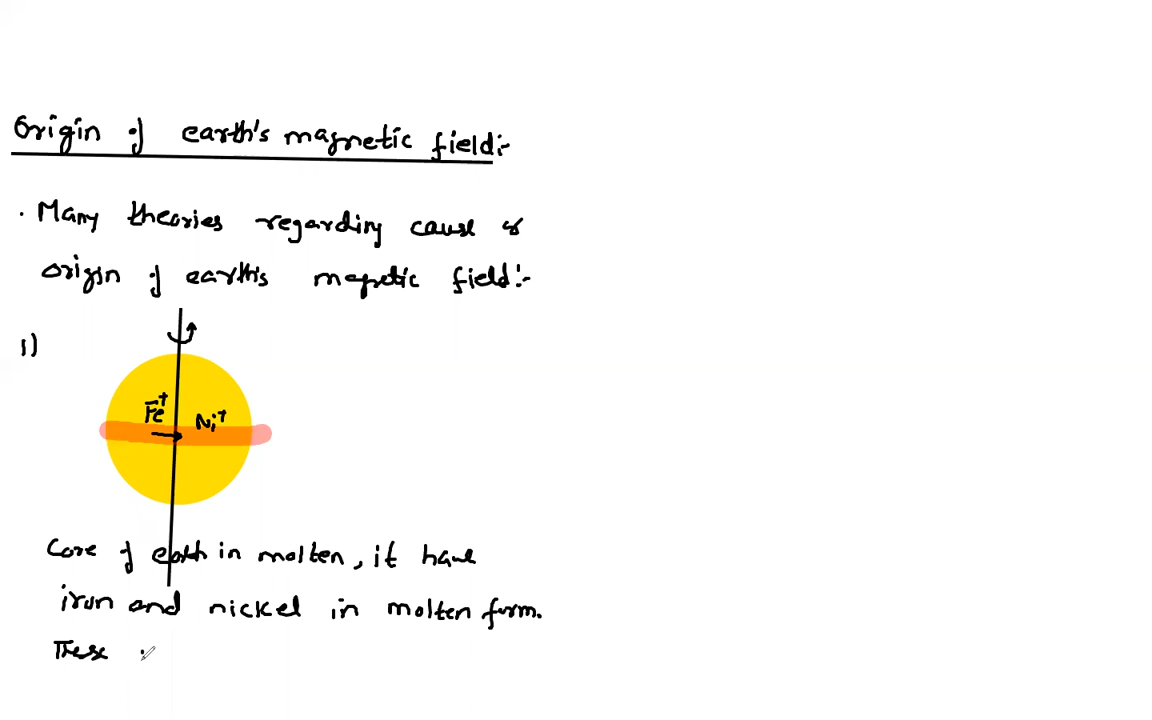 Origin of earth's magnetic field:-
. Many theories regarding cause of
origin of earth's magnetic field:-
1)
Fe+ Ni+
Core of earth in molten, it have
iron and nickel in molten form.
These